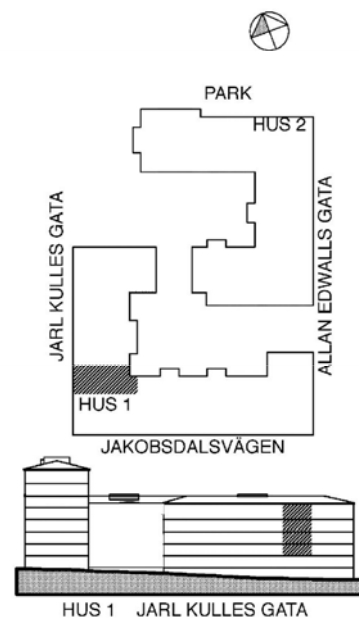 PARK
HUS 2
JARL KULLES GATA
ALLAN EDWALLS GATA
HUS 1
JAKOBSDALSVÄGEN
HUS 1 JARL KULLES GATA